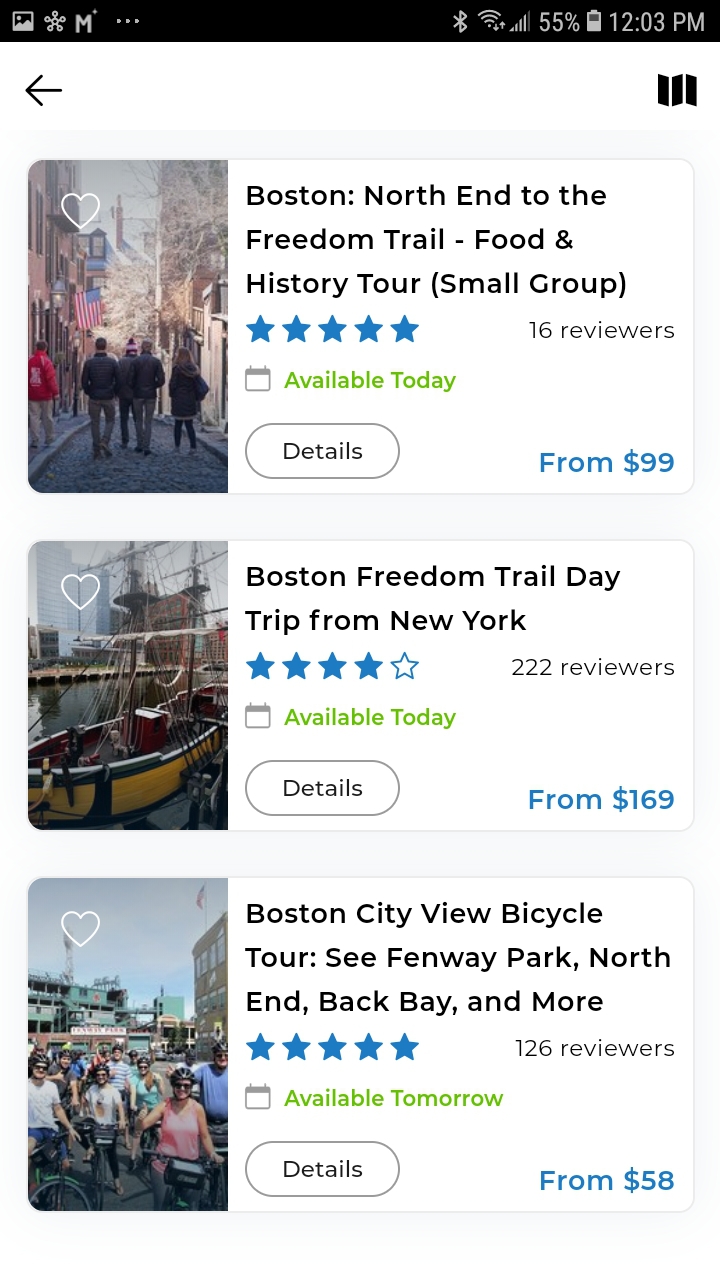 55% 12:03 PM
Boston: North End to the
Freedom Trail - Food &
History Tour (Small Group)
16 reviewers
Available Today
Details
From $99
Boston Freedom Trail Day
Trip from New York
222 reviewers
Available Today
Details
From $169
FENWAY PARK
Boston City View Bicycle
Tour: See Fenway Park, North
End, Back Bay, and More
126 reviewers
Available Tomorrow
Details
From $58